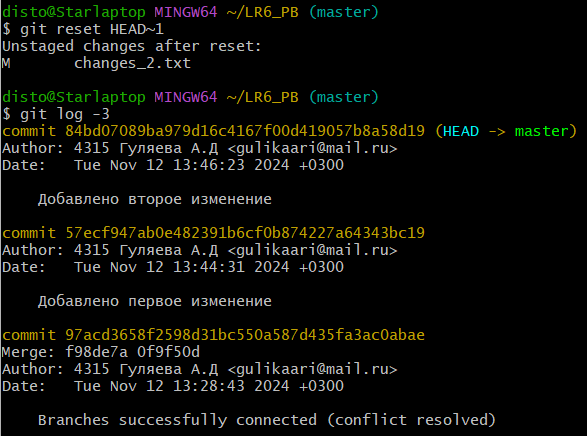 disto@Starlaptop MINGW64 ~/LR6_PB (master)
$ git reset HEAD~1
Unstaged changes after reset:
M       changes_2.txt
disto@Starlaptop MINGW64 ~/LR6_PB (master)
$ git log -3
commit 84bd07089ba979d16c4167f00d419057b8a58d19 (HEAD -> master)
Author: 4315 Гуляева А.Д <gulikaari@mail.ru>
Date:   Tue Nov 12 13:46:23 2024 +0300
Добавлено второе изменение
commit 57ecf947ab0e482391b6cf0b874227a64343bc19
Author: 4315 Гуляева А.Д <gulikaari@mail.ru>
Date:   Tue Nov 12 13:44:31 2024 +0300
Добавлено первое изменение
commit 97acd3658f2598d31bc550a587d435fa3ac0abae
Merge: f98de7a 0f9f50d
Author: 4315 Гуляева А.Д <gulikaari@mail.ru>
Date:   Tue Nov 12 13:28:43 2024 +0300
Branches successfully connected (conflict resolved)